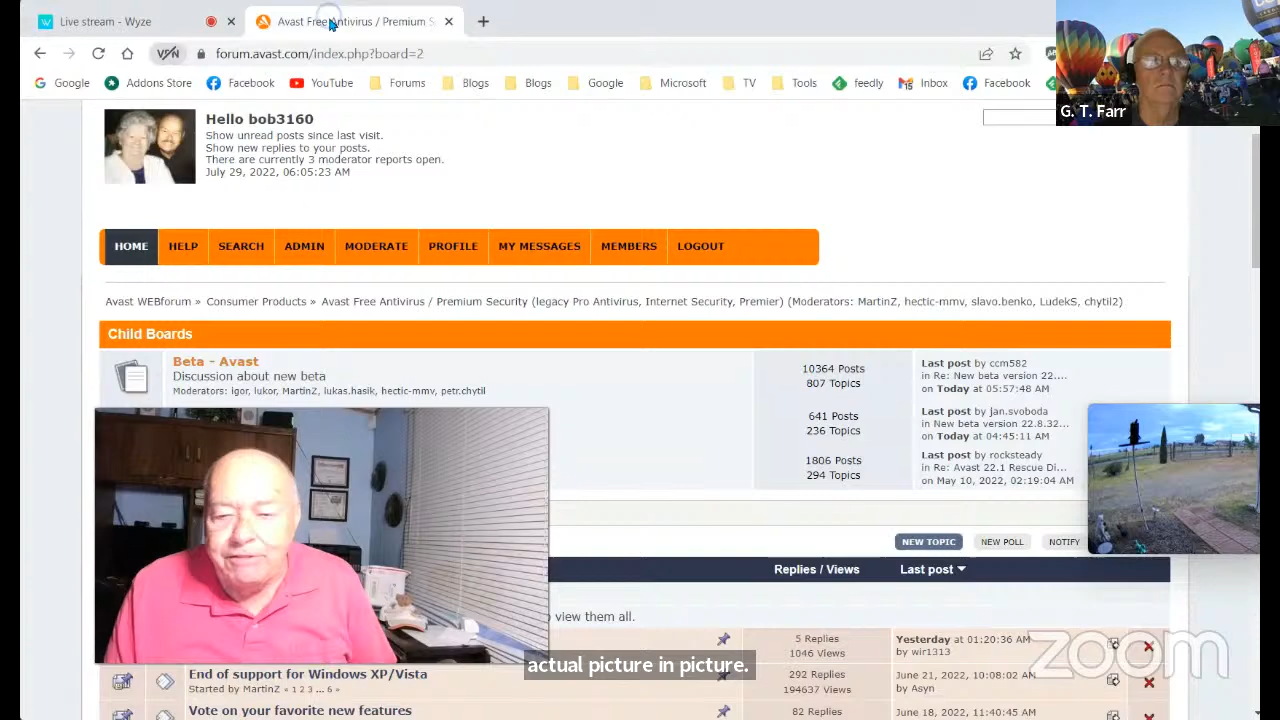 Live stream - Wyze
Avast Free Antivirus / Premium S
forum.avast.com/index.php?board=2
VPN
Google
Addons Store
Facebook
YouTube
Forums
Blogs
Blogs
Google
Microsoft
TV
Tools
feedly
Inbox
Facebook
G. T. Farr
Hello bob3160
Show unread posts since last visit.
Show new replies to your posts.
There are currently 3 moderator reports open.
July 29, 2022, 06:05:23 AM
HOME HELP SEARCH ADMIN MODERATE PROFILE MY MESSAGES MEMBERS LOGOUT
Avast WEBforum » Consumer Products » Avast Free Antivirus / Premium Security (legacy Pro Antivirus, Internet Security, Premier) (Moderators: MartinZ, hectic-mmv, slavo.benko, LudekS, chytil2)
Child Boards
Beta - Avast
Discussion about new beta
Moderators: igor, lukor, MartinZ, lukas.hasik, hectic-mmv, petr.chytil
10364 Posts
807 Topics
Last post by ccm582
in Re: New beta version 22....
on Today at 05:57:48 AM
641 Posts
236 Topics
Last post by jan.svoboda
in New beta version 22.8.32...
on Today at 04:45:11 AM
1806 Posts
294 Topics
Last post by rocksteady
in Re: Avast 22.1 Rescue Di...
on May 10, 2022, 02:19:04 AM
NEW TOPIC NEW POLL NOTIFY
Replies / Views Last post
view them all.
5 Replies
1046 Views
Yesterday at 01:20:36 AM
by wir1313
actual picture in picture.
End of support for Windows XP/Vista
Started by MartinZ « 1 2 3 ... 6 »
292 Replies
194637 Views
June 21, 2022, 10:08:02 AM
by Asyn
Vote on your favorite new features
82 Replies
June 18, 2022, 11:40:45 AM
zoom